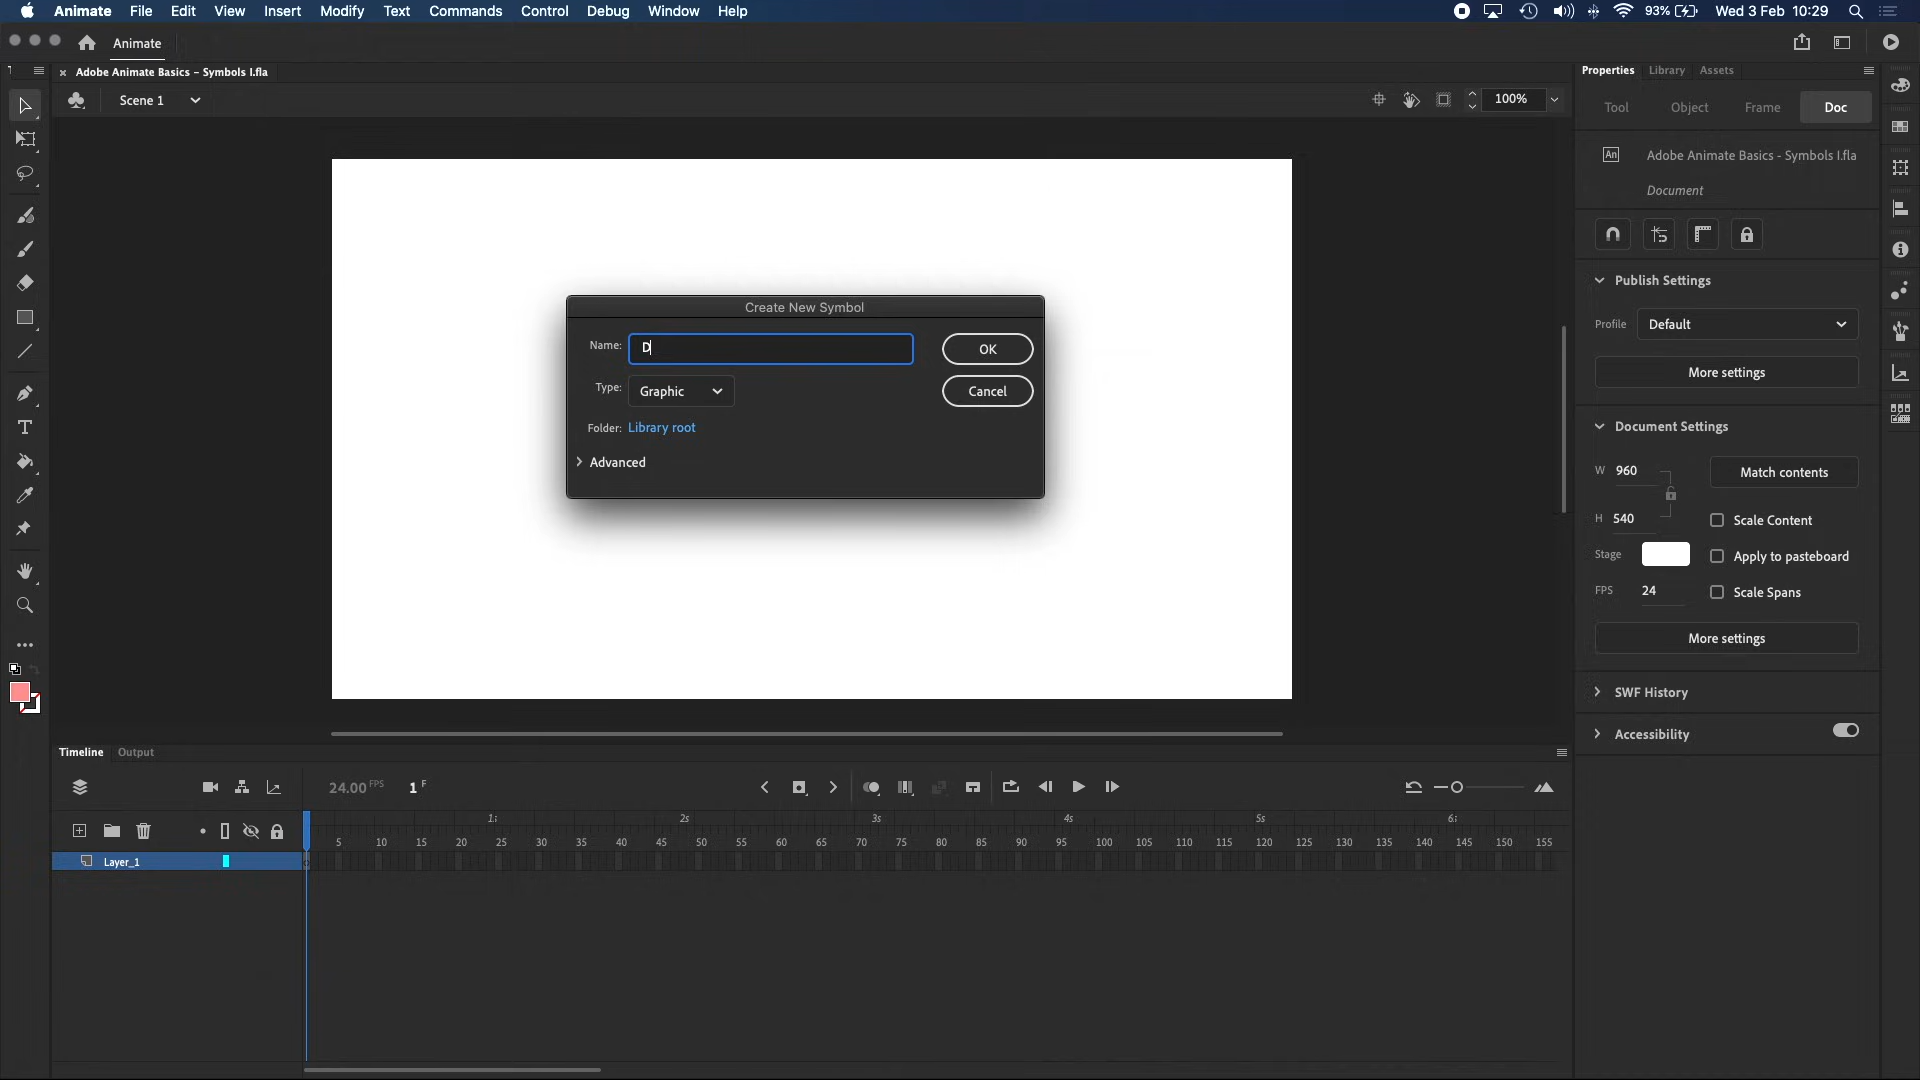 Animate File Edit View Insert Modify Text Commands Control Debug Window Help 93% Wed 3 Feb 10:29
Animate
Adobe Animate Basics - Symbols I.fla
Properties Library Assets
Scene 1
100%
Tool Object Frame Doc
An Adobe Animate Basics - Symbols I.fla
Document
Create New Symbol
Name: D
OK
Type: Graphic
Cancel
Folder: Library root
Advanced
Publish Settings
Profile Default
More settings
Document Settings
W 960 Match contents
H 540 Scale Content
Stage Apply to pasteboard
FPS 24 Scale Spans
More settings
SWF History
Accessibility
Timeline Output
24.00 FPS 1 F
2s 3s 4s 5s
5 10 15 20 25 30 35 40 45 50 55 60 65 70 75 80 85 90 95 100 105 110 115 120 125 130 135 140 145 150 155
Layer_1